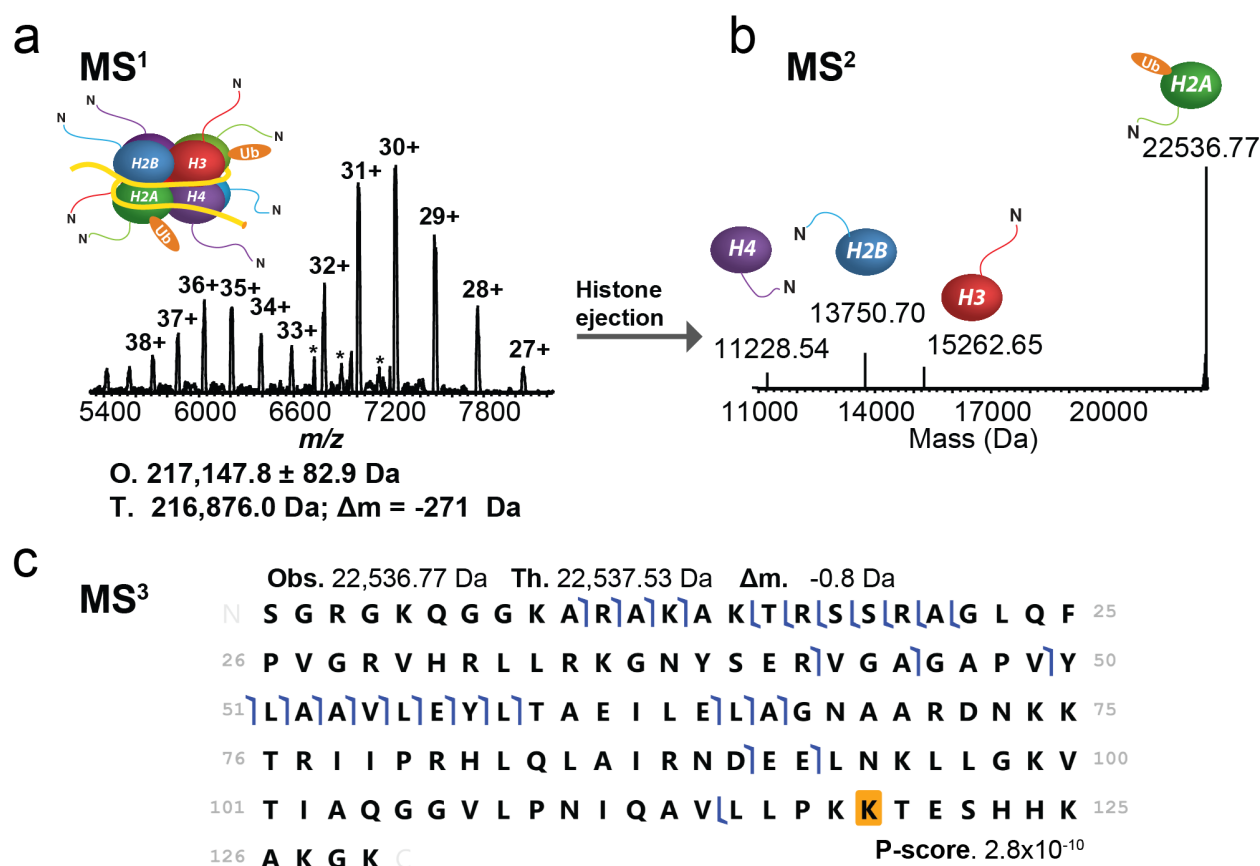 a
MS1
N
N
N
N
H2B
H3
Ub
H2A
H4
N
N
N
Ub
N
38+
37+
36+
35+
34+
33+
32+
31+
30+
29+
28+
27+
*
*
*
5400 6000 6600 7200 7800
m/z
O. 217,147.8 ± 82.9 Da
T. 216,876.0 Da; Δm = -271 Da
Histone
ejection
b
MS2
Ub
H2A
N
22536.77
H4
N
N
H2B
N
H3
13750.70
11228.54
15262.65
11000 14000 17000 20000
Mass (Da)
c
MS3
Obs. 22,536.77 Da Th. 22,537.53 Da Δm. -0.8 Da
N S G R G K Q G G K A R A K A K T R S S R A G L Q F 25
26 P V G R V H R L L R K G N Y S E R V G A G A P V Y 50
51 L A A V L E Y L T A E I L E L A G N A A R D N K K 75
76 T R I I P R H L Q L A I R N D E E L N K L L G K V 100
101 T I A Q G G V L P N I Q A V L L P K K T E S H H K 125
126 A K G K C
P-score. 2.8x10-10